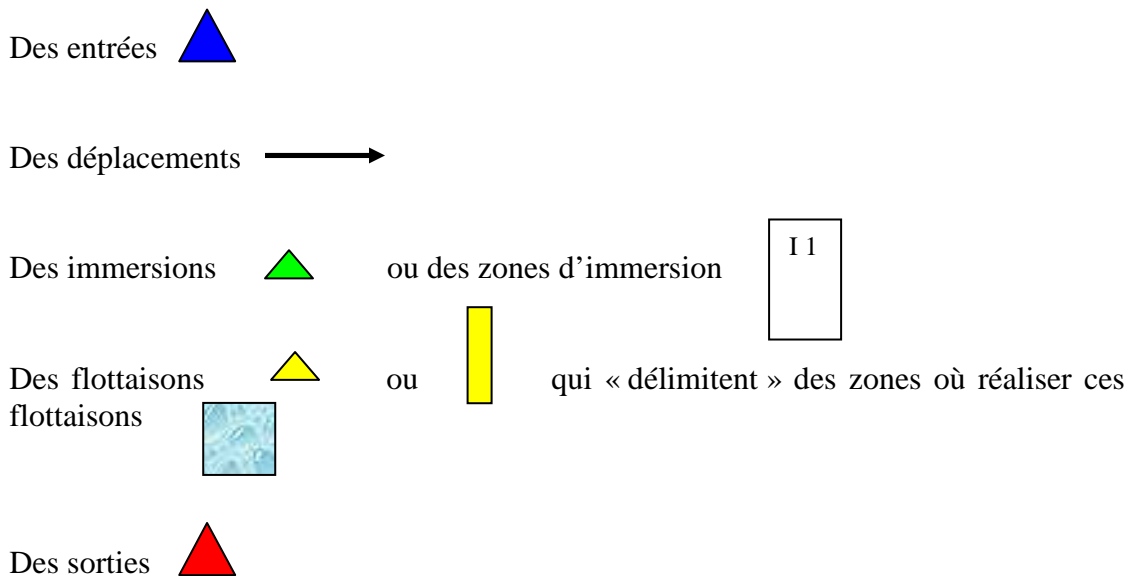 Des entrées
Des déplacements
I 1
Des immersions ou des zones d'immersion
Des flottaisons ou qui « délimitent » des zones où réaliser ces
flottaisons
Des sorties